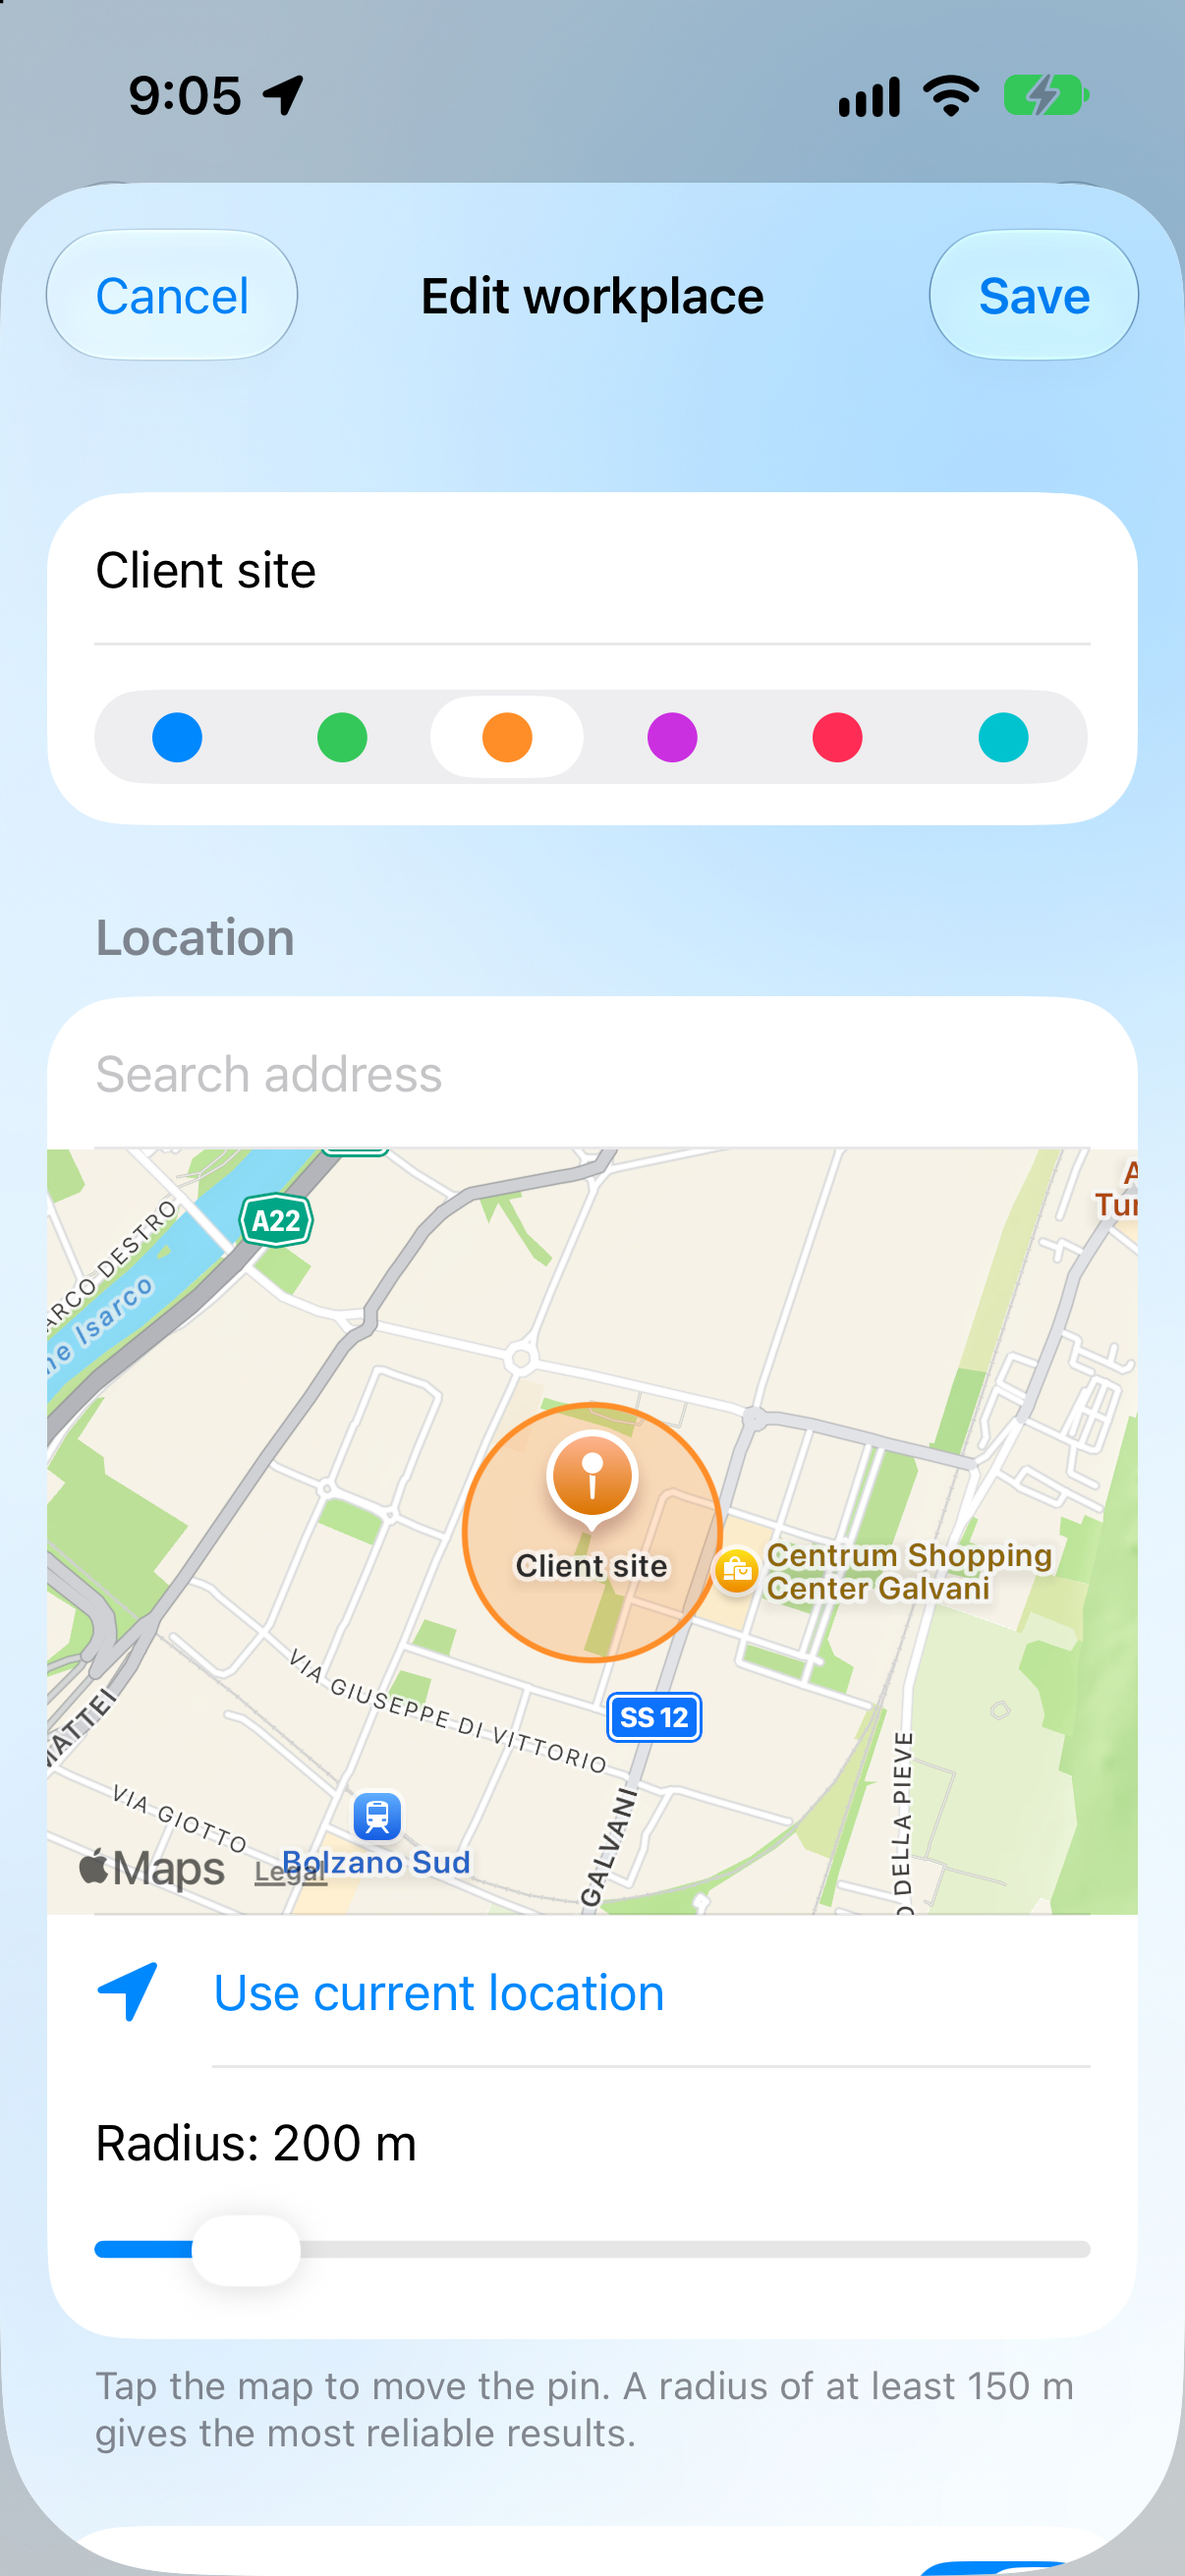 9:05
Cancel
Edit workplace
Save
Client site
Location
Search address
A22
ARCO DESTRO
Isarco
Client site
Centrum Shopping
Center Galvani
VIA GIUSEPPE DI VITTORIO
SS 12
MATTEI
VIA GIOTTO
GALVANI
DELLA PIEVE
Bolzano Sud
Maps
Legal
Use current location
Radius: 200 m
Tap the map to move the pin. A radius of at least 150 m
gives the most reliable results.